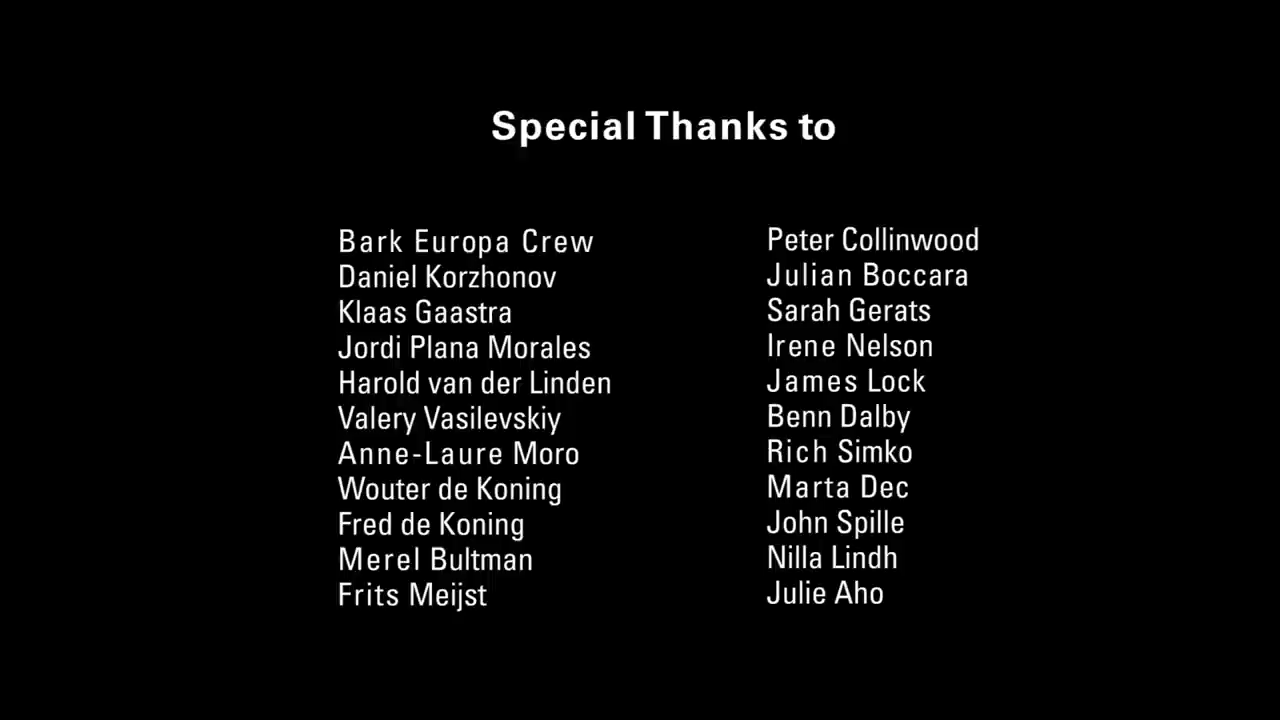 Special Thanks to
Bark Europa Crew
Daniel Korzhonov
Klaas Gaastra
Jordi Plana Morales
Harold van der Linden
Valery Vasilevskiy
Anne-Laure Moro
Wouter de Koning
Fred de Koning
Merel Bultman
Frits Meijst
Peter Collinwood
Julian Boccara
Sarah Gerats
Irene Nelson
James Lock
Benn Dalby
Rich Simko
Marta Dec
John Spille
Nilla Lindh
Julie Aho